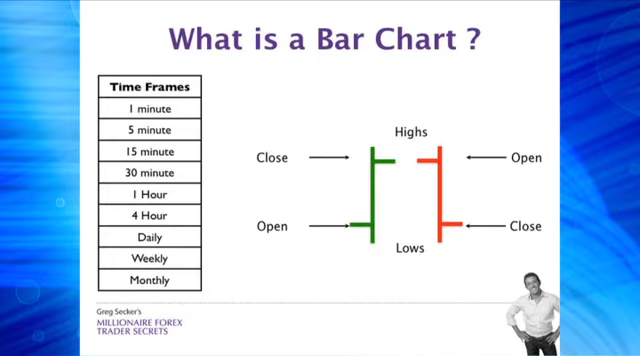 What is a Bar Chart ?
Time Frames
1 minute
5 minute
15 minute
30 minute
1 Hour
4 Hour
Daily
Weekly
Monthly
Highs
Close
Open
Open
Close
Lows
Greg Secker's
MILLIONAIRE FOREX
TRADER SECRETS